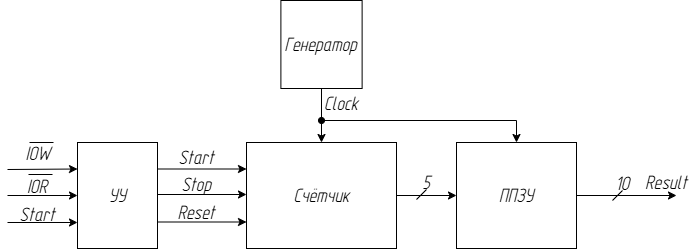 Генератор
Clock
IOW
IOR
Start
УУ
Start
Stop
Reset
Счётчик
5
ППЗУ
10
Result